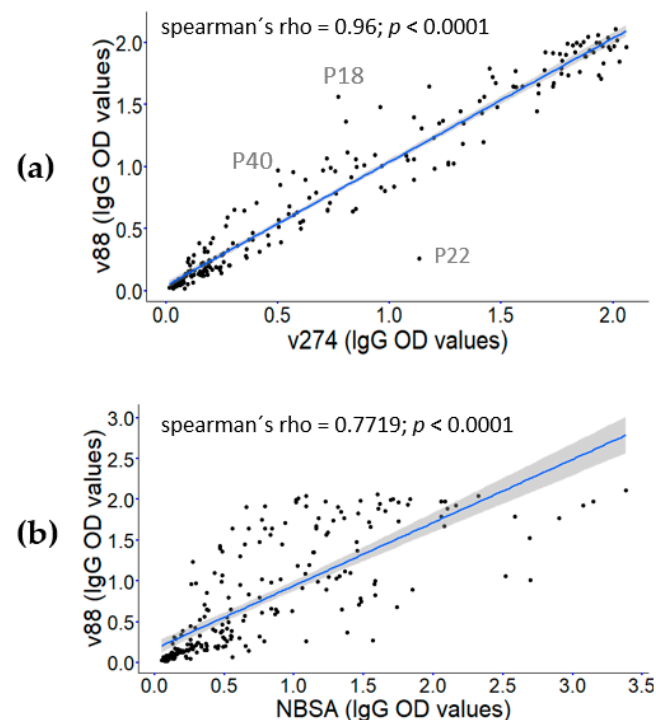 (a)
spearman´s rho = 0.96; p < 0.0001
P18
P40
P22
v88 (IgG OD values)
2.0
1.5
1.0
0.5
0.0
0.0 0.5 1.0 1.5 2.0
v274 (IgG OD values)
(b)
spearman´s rho = 0.7719; p < 0.0001
v88 (IgG OD values)
3.0
2.5
2.0
1.5
1.0
0.5
0.0
0.0 0.5 1.0 1.5 2.0 2.5 3.0 3.5
NBSA (IgG OD values)